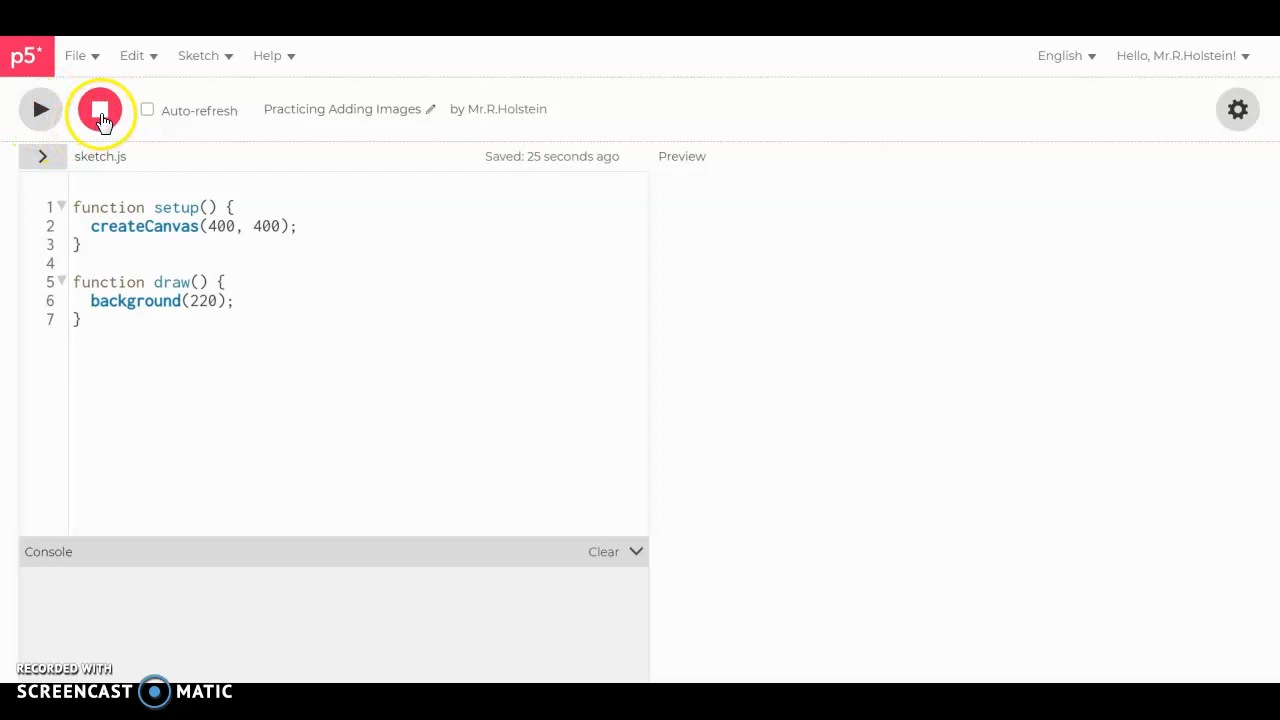 p5*
File Edit Sketch Help English Hello, Mr.R.Holstein!
Auto-refresh Practicing Adding Images by Mr.R.Holstein
sketch.js Saved: 25 seconds ago Preview
1 function setup() {
2 createCanvas(400, 400);
3 }
4
5 function draw() {
6 background(220);
7 }
Console Clear
RECORDED WITH
SCREENCAST MATIC